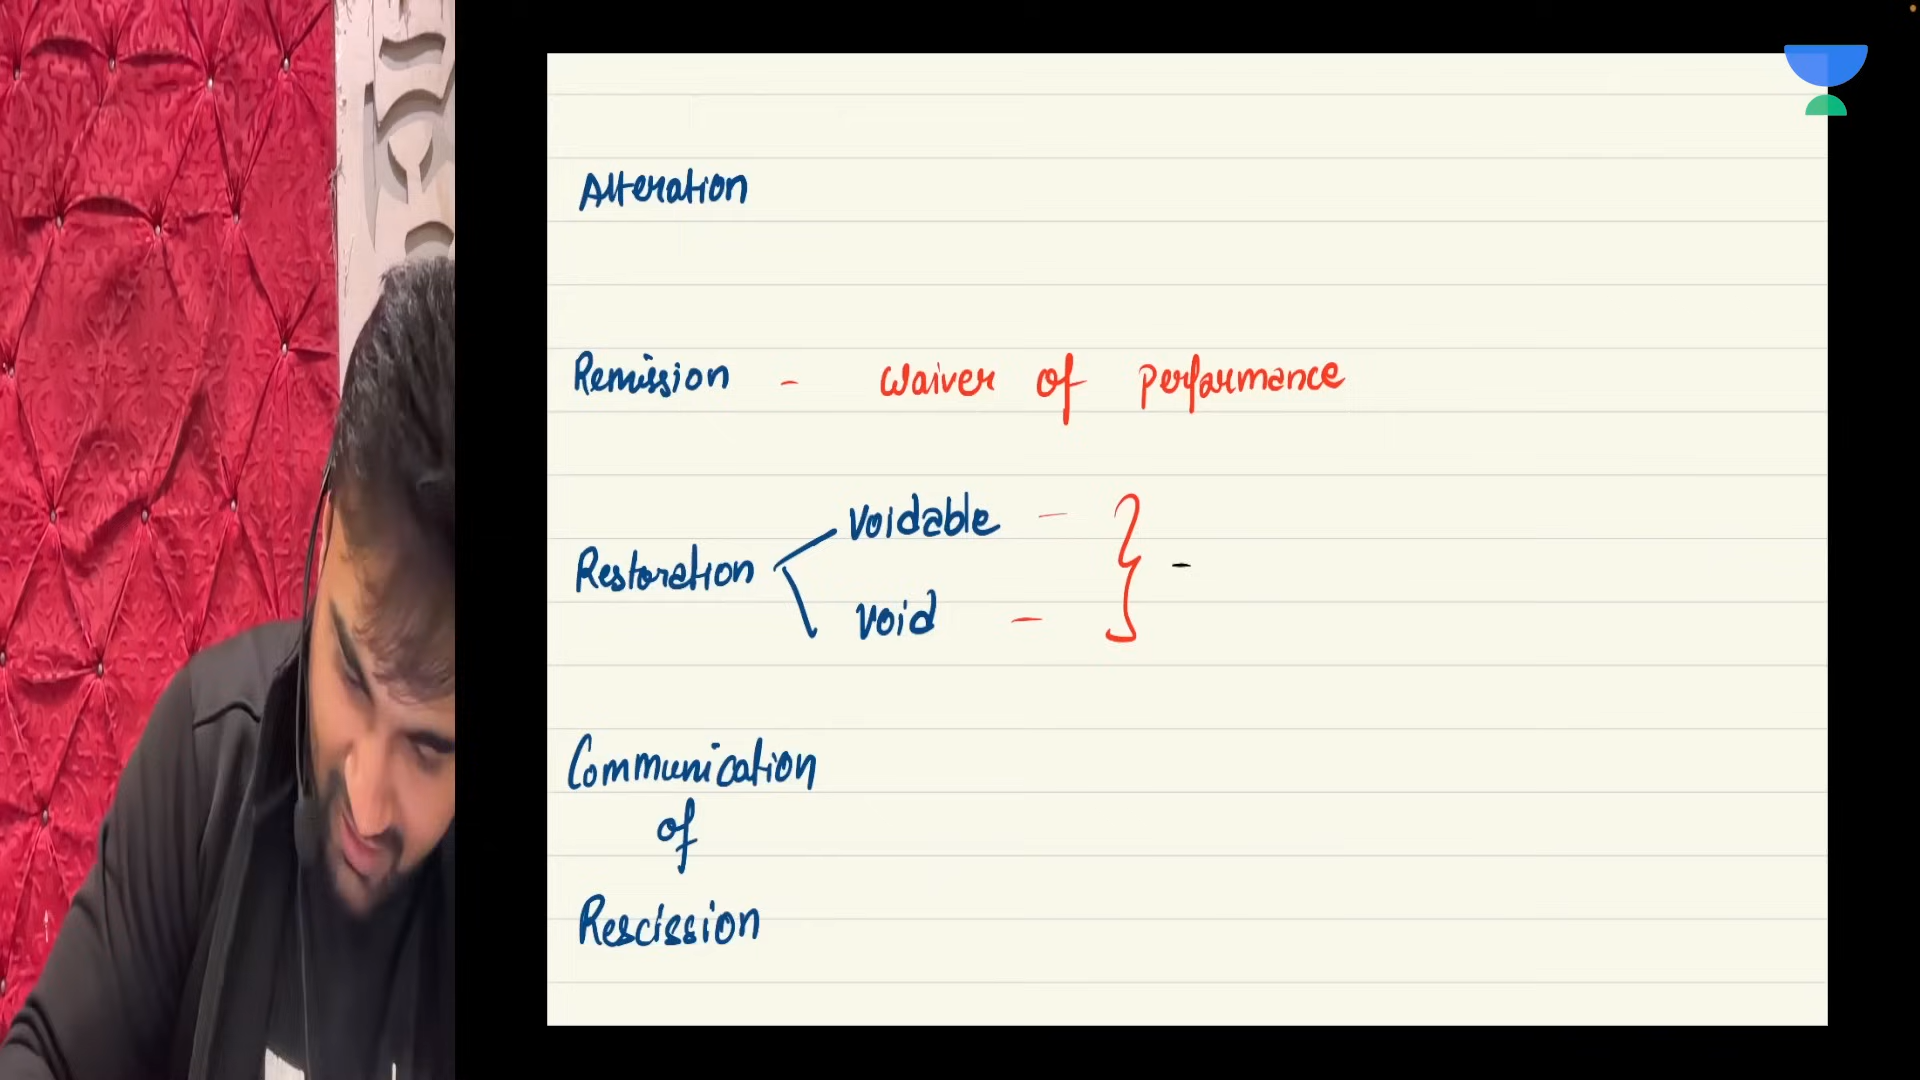 Alteration
Remission - Waiver of performance
Voidable -
Restoration
void -
Communication
of
Rescission